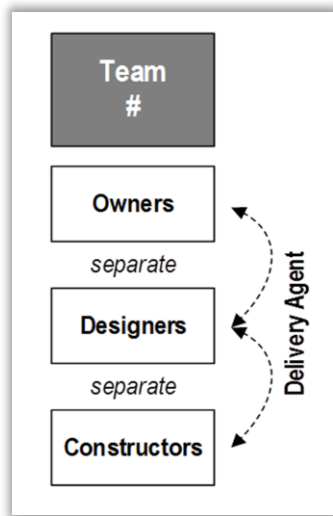 Team
#
Owners
separate
Designers
separate
Constructors
Delivery Agent